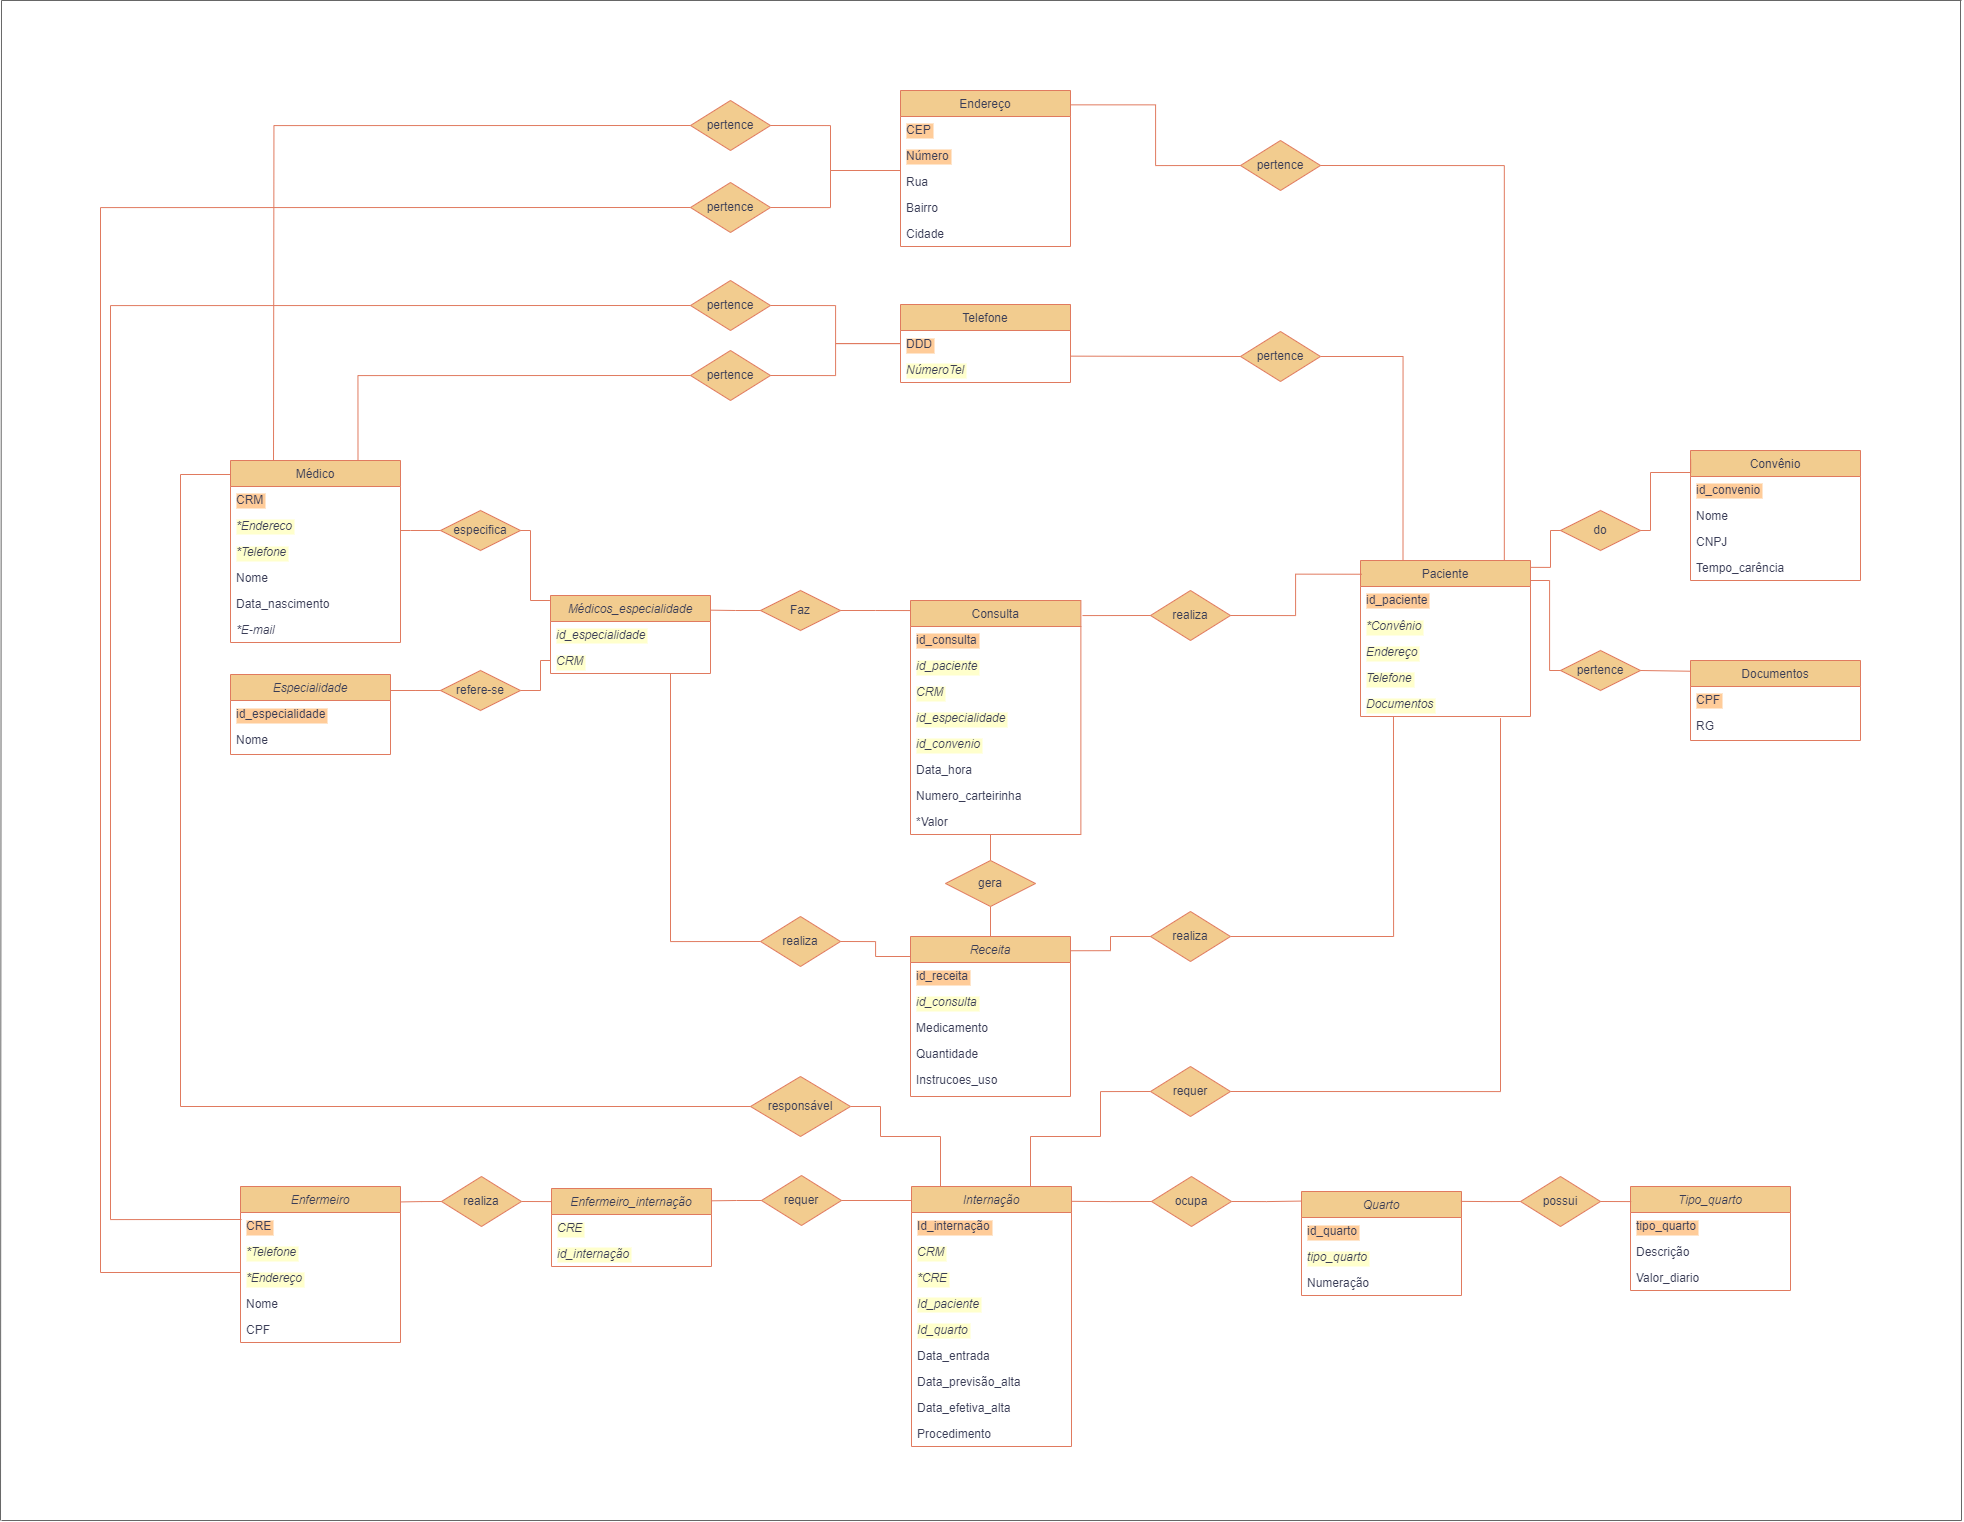 pertence
pertence
Endereço
CEP
Número
Rua
Bairro
Cidade
pertence
pertence
pertence
Telefone
DDD
NúmeroTel
pertence
Médico
CRM
*Endereco
*Telefone
Nome
Data_nascimento
*E-mail
especifica
Especialidade
id_especialidade
Nome
refere-se
Médicos_especialidade
id_especialidade
CRM
Faz
Consulta
id_consulta
id_paciente
CRM
id_especialidade
id_convenio
Data_hora
Numero_carteirinha
*Valor
realiza
Paciente
id_paciente
*Convênio
Endereço
Telefone
Documentos
do
Convênio
id_convenio
Nome
CNPJ
Tempo_carência
pertence
Documentos
CPF
RG
gera
realiza
Receita
id_receita
id_consulta
Medicamento
Quantidade
Instrucoes_uso
realiza
responsável
requer
Enfermeiro
CRE
*Telefone
*Endereço
Nome
CPF
realiza
Enfermeiro_internação
CRE
id_internação
requer
Internação
Id_internação
CRM
*CRE
Id_paciente
Id_quarto
Data_entrada
Data_previsão_alta
Data_efetiva_alta
Procedimento
ocupa
Quarto
id_quarto
tipo_quarto
Numeração
possui
Tipo_quarto
tipo_quarto
Descrição
Valor_diario